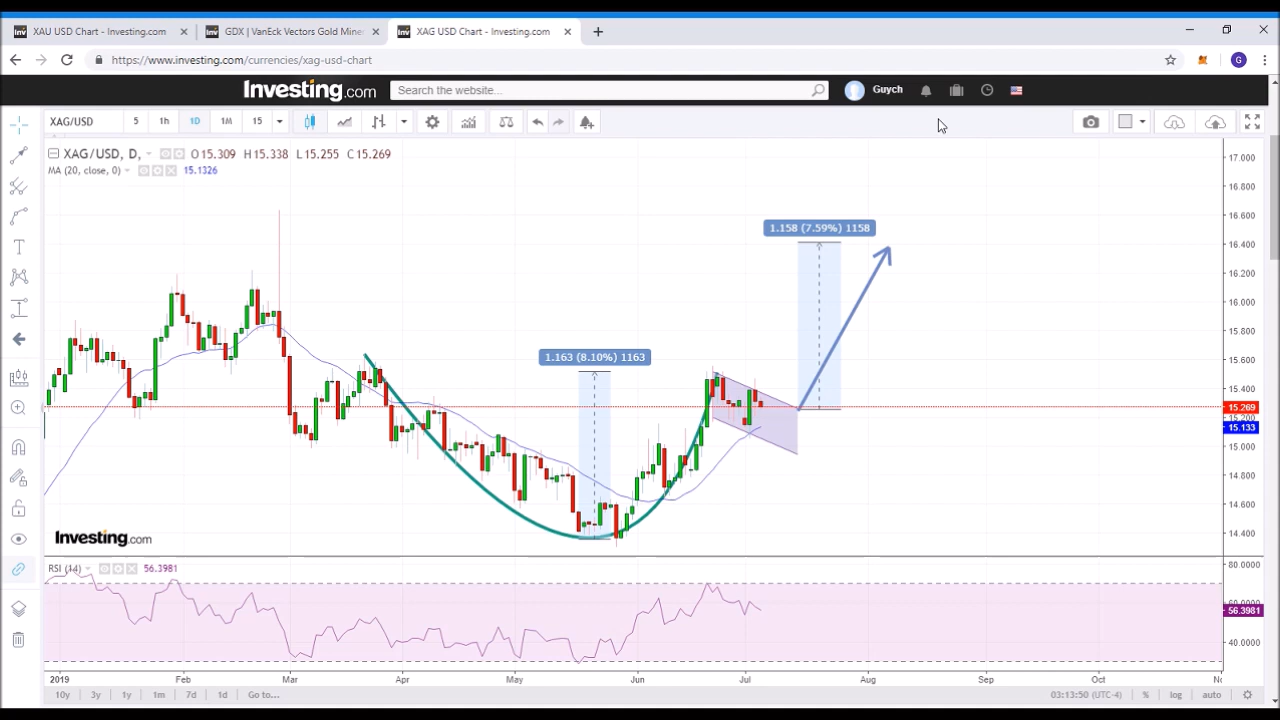 XAU USD Chart - Investing.com
GDX | VanEck Vectors Gold Mine
XAG USD Chart - Investing.com
https://www.investing.com/currencies/xag-usd-chart
G
Investing.com
Search the website...
Guych
XAG/USD 5 1h 1D 1M 15
XAG/USD, D, O15.309 H15.338 L15.255 C15.269
MA (20, close, 0) 15.1326
17.000
16.800
16.600
1.158 (7.59%) 1158
16.400
16.200
16.000
15.800
1.163 (8.10%) 1163
15.600
15.400
15.269
15.200
15.133
15.000
14.800
14.600
Investing.com
14.400
RSI (14) 56.3981
80.0000
60.0000
56.3981
40.0000
2019 Feb Mar Apr May Jun Jul Aug Sep Oct
10y 3y 1y 1m 7d 1d Go to... 03:13:50 (UTC-4) % log auto